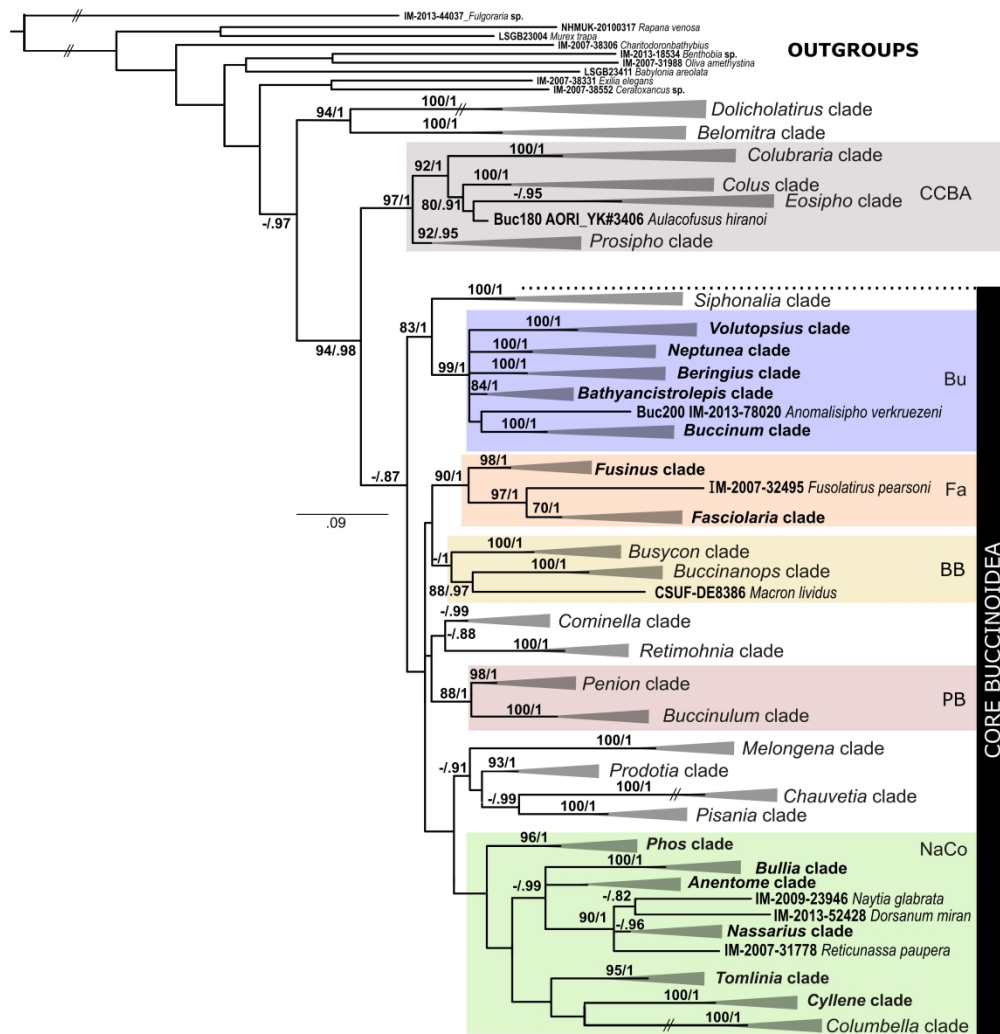 IM-2013-44037_Fulgoraria sp.
NHMUK-20100317 Rapana venosa
LSGB23004 Murex trapa
IM-2007-38306 Charitodoronbathybius
IM-2013-18534 Benthobia sp.
IM-2007-31988 Oliva amethystina
LSGB23411 Babylonia areolata
IM-2007-38331 Exilia elegans
IM-2007-38552 Ceratoxancus sp.
OUTGROUPS
94/1
100/1
Dolicholatirus clade
100/1
Belomitra clade
-/.97
97/1
92/1
100/1
Colubraria clade
CCBA
100/1
Colus clade
80/.91
-/.95
Eosipho clade
Buc180 AORI_YK#3406 Aulacofusus hiranoi
92/.95
Prosipho clade
94/.98
83/1
100/1
Siphonalia clade
99/1
100/1
Volutopsius clade
100/1
Neptunea clade
100/1
Beringius clade
Bu
84/1
Bathyancistrolepis clade
Buc200 IM-2013-78020 Anomalisipho verkruezeni
100/1
Buccinum clade
-/.87
90/1
98/1
Fusinus clade
97/1
IM-2007-32495 Fusolatirus pearsoni
Fa
70/1
Fasciolaria clade
.09
-/1
100/1
Busycon clade
100/1
Buccinanops clade
BB
88/.97
CSUF-DE8386 Macron lividus
-/.99
Cominella clade
-/.88
100/1
Retimohnia clade
88/1
98/1
Penion clade
PB
100/1
Buccinulum clade
-/.91
100/1
Melongena clade
93/1
Prodotia clade
-/.99
100/1
Chauvetia clade
100/1
Pisania clade
96/1
Phos clade
NaCo
-/.99
100/1
Bullia clade
Anentome clade
-/.82
IM-2009-23946 Naytia glabrata
IM-2013-52428 Dorsanum miran
90/1
-/.96
Nassarius clade
IM-2007-31778 Reticunassa paupera
95/1
Tomlinia clade
100/1
Cyllene clade
100/1
Columbella clade
CORE BUCCINOIDEA